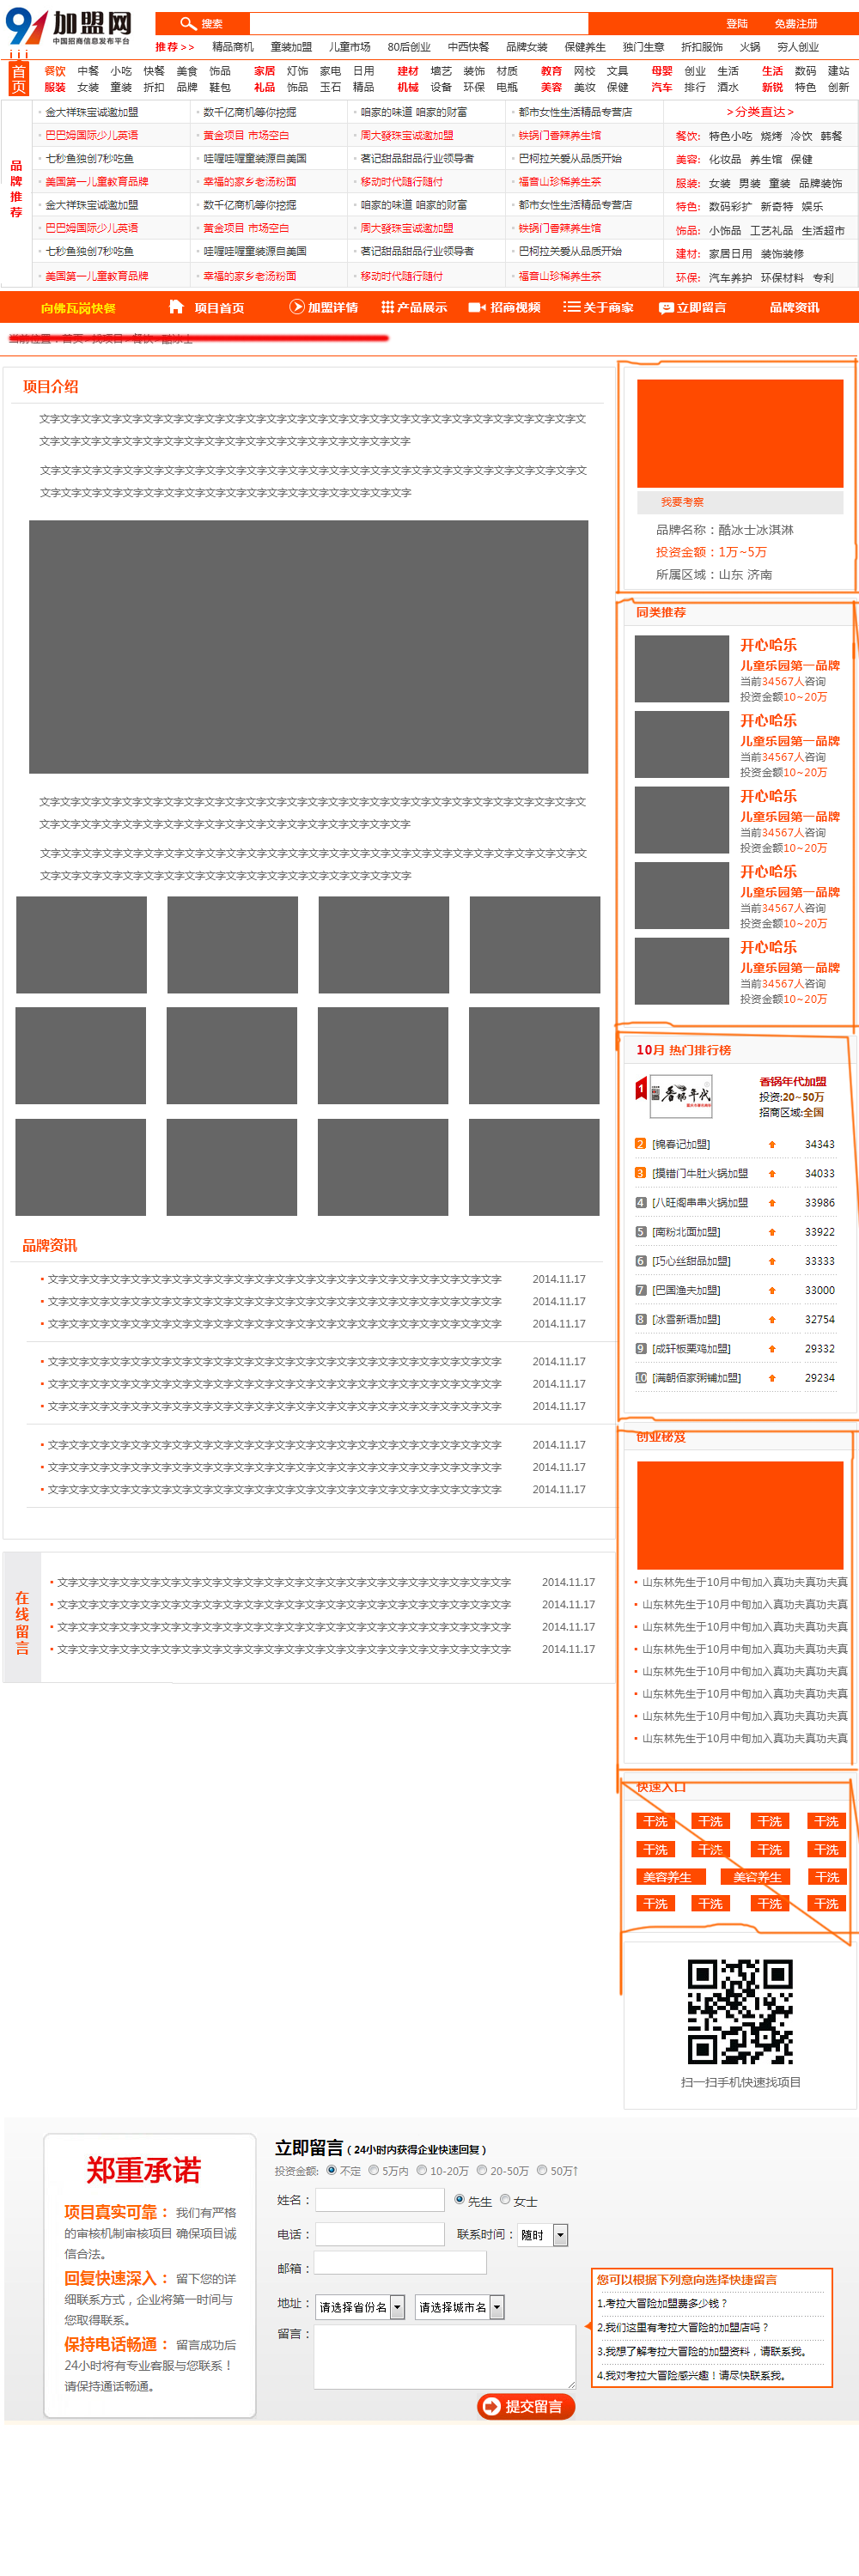 91加盟网
中国招商信息发布平台
搜索
登陆 免费注册
推荐>> 精品商机 童装加盟 儿童市场 80后创业 中西快餐 品牌女装 保健养生 独门生意 折扣服饰 火锅 穷人创业
首页
餐饮 中餐 小吃 快餐 美食 饰品 家居 灯饰 家电 日用 建材 墙艺 装饰 材质 教育 网校 文具 母婴 创业 生活 生活 数码 建站
服装 女装 童装 折扣 品牌 鞋包 礼品 饰品 玉石 精品 机械 设备 环保 电瓶 美容 美妆 保健 汽车 排行 酒水 新锐 特色 创新
品牌推荐
金大祥珠宝诚邀加盟 数千亿商机等你挖掘 咱家的味道 咱家的财富 都市女性生活精品专营店
巴巴姆国际少儿英语 黄金项目 市场空白 周大發珠宝诚邀加盟 铁锅门香辣养生馆
七秒鱼独创7秒吃鱼 哇喔哇喔童装源自美国 茗记甜品甜品行业领导者 巴柯拉关爱从品质开始
美国第一儿童教育品牌 幸福的家乡老汤粉面 移动时代随行随付 福音山珍稀养生茶
金大祥珠宝诚邀加盟 数千亿商机等你挖掘 咱家的味道 咱家的财富 都市女性生活精品专营店
巴巴姆国际少儿英语 黄金项目 市场空白 周大發珠宝诚邀加盟 铁锅门香辣养生馆
七秒鱼独创7秒吃鱼 哇喔哇喔童装源自美国 茗记甜品甜品行业领导者 巴柯拉关爱从品质开始
美国第一儿童教育品牌 幸福的家乡老汤粉面 移动时代随行随付 福音山珍稀养生茶
>分类直达>
餐饮: 特色小吃 烧烤 冷饮 韩餐
美容: 化妆品 养生馆 保健
服装: 女装 男装 童装 品牌装饰
特色: 数码彩扩 新奇特 娱乐
饰品: 小饰品 工艺礼品 生活超市
建材: 家居日用 装饰装修
环保: 汽车养护 环保材料 专利
向佛瓦岗快餐 项目首页 加盟详情 产品展示 招商视频 关于商家 立即留言 品牌资讯
项目介绍
文字文字文字文字文字文字文字文字文字文字文字文字文字文字文字文字文字文字文字文字文字文字文字文字文字文字文字
文字文字文字文字文字文字文字文字文字文字文字文字文字文字文字文字文字文字
文字文字文字文字文字文字文字文字文字文字文字文字文字文字文字文字文字文字文字文字文字文字文字文字文字文字文字
文字文字文字文字文字文字文字文字文字文字文字文字文字文字文字文字文字文字
文字文字文字文字文字文字文字文字文字文字文字文字文字文字文字文字文字文字文字文字文字文字文字文字文字文字文字
文字文字文字文字文字文字文字文字文字文字文字文字文字文字文字文字文字文字
文字文字文字文字文字文字文字文字文字文字文字文字文字文字文字文字文字文字文字文字文字文字文字文字文字文字文字
文字文字文字文字文字文字文字文字文字文字文字文字文字文字文字文字文字文字
品牌资讯
文字文字文字文字文字文字文字文字文字文字文字文字文字文字文字文字文字文字文字文字文字文字 2014.11.17
文字文字文字文字文字文字文字文字文字文字文字文字文字文字文字文字文字文字文字文字文字文字 2014.11.17
文字文字文字文字文字文字文字文字文字文字文字文字文字文字文字文字文字文字文字文字文字文字 2014.11.17
文字文字文字文字文字文字文字文字文字文字文字文字文字文字文字文字文字文字文字文字文字文字 2014.11.17
文字文字文字文字文字文字文字文字文字文字文字文字文字文字文字文字文字文字文字文字文字文字 2014.11.17
文字文字文字文字文字文字文字文字文字文字文字文字文字文字文字文字文字文字文字文字文字文字 2014.11.17
文字文字文字文字文字文字文字文字文字文字文字文字文字文字文字文字文字文字文字文字文字文字 2014.11.17
文字文字文字文字文字文字文字文字文字文字文字文字文字文字文字文字文字文字文字文字文字文字 2014.11.17
文字文字文字文字文字文字文字文字文字文字文字文字文字文字文字文字文字文字文字文字文字文字 2014.11.17
在线留言
文字文字文字文字文字文字文字文字文字文字文字文字文字文字文字文字文字文字文字文字文字文字 2014.11.17
文字文字文字文字文字文字文字文字文字文字文字文字文字文字文字文字文字文字文字文字文字文字 2014.11.17
文字文字文字文字文字文字文字文字文字文字文字文字文字文字文字文字文字文字文字文字文字文字 2014.11.17
文字文字文字文字文字文字文字文字文字文字文字文字文字文字文字文字文字文字文字文字文字文字 2014.11.17
我要考察
品牌名称：酷冰士冰淇淋
投资金额：1万~5万
所属区域：山东 济南
同类推荐
开心哈乐
儿童乐园第一品牌
当前34567人咨询
投资金额10~20万
开心哈乐
儿童乐园第一品牌
当前34567人咨询
投资金额10~20万
开心哈乐
儿童乐园第一品牌
当前34567人咨询
投资金额10~20万
开心哈乐
儿童乐园第一品牌
当前34567人咨询
投资金额10~20万
开心哈乐
儿童乐园第一品牌
当前34567人咨询
投资金额10~20万
10月 热门排行榜
1 香锅年代 香锅年代加盟
投资:20~50万
招商区域:全国
2 [锦春记加盟] 34343
3 [摸错门牛肚火锅加盟 34033
4 [八旺阁串串火锅加盟 33986
5 [南粉北面加盟] 33922
6 [巧心丝甜品加盟] 33333
7 [巴国渔夫加盟] 33000
8 [冰雪新语加盟] 32754
9 [成轩板栗鸡加盟] 29332
10 [满朝佰家粥铺加盟] 29234
创业秘笈
山东林先生于10月中旬加入真功夫真功夫真
山东林先生于10月中旬加入真功夫真功夫真
山东林先生于10月中旬加入真功夫真功夫真
山东林先生于10月中旬加入真功夫真功夫真
山东林先生于10月中旬加入真功夫真功夫真
山东林先生于10月中旬加入真功夫真功夫真
山东林先生于10月中旬加入真功夫真功夫真
山东林先生于10月中旬加入真功夫真功夫真
快速入口
干洗 干洗 干洗 干洗
干洗 干洗 干洗 干洗
美容养生 美容养生 干洗
干洗 干洗 干洗 干洗
扫一扫手机快速找项目
郑重承诺
项目真实可靠： 我们有严格
的审核机制审核项目 确保项目诚
信合法。
回复快速深入： 留下您的详
细联系方式，企业将第一时间与
您取得联系。
保持电话畅通： 留言成功后
24小时将有专业客服与您联系！
请保持通话畅通。
立即留言（24小时内获得企业快速回复）
投资金额: 不定 5万内 10-20万 20-50万 50万↑
姓名： 先生 女士
电话： 联系时间： 随时
邮箱：
地址： 请选择省份名 请选择城市名
留言：
提交留言
您可以根据下列意向选择快捷留言
1.考拉大冒险加盟费多少钱？
2.我们这里有考拉大冒险的加盟店吗？
3.我想了解考拉大冒险的加盟资料，请联系我。
4.我对考拉大冒险感兴趣！请尽快联系我。